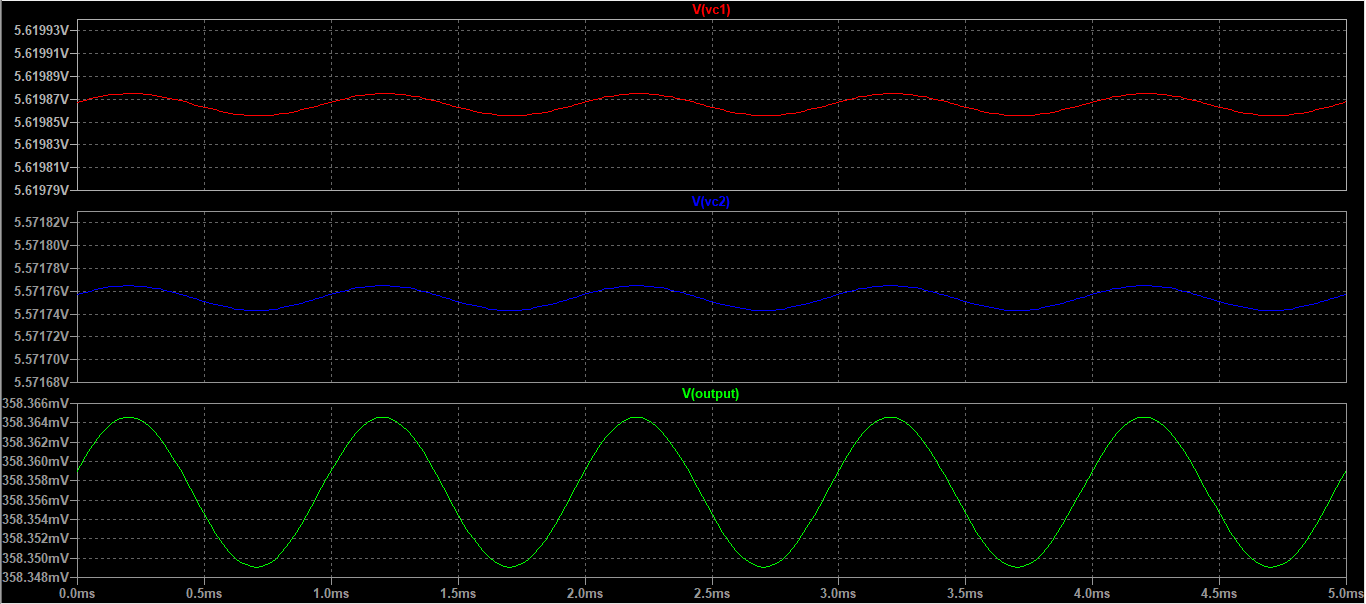 V(vc1)
5.61993V
5.61991V
5.61989V
5.61987V
5.61985V
5.61983V
5.61981V
5.61979V
V(vc2)
5.57182V
5.57180V
5.57178V
5.57176V
5.57174V
5.57172V
5.57170V
5.57168V
V(output)
358.366mV
358.364mV
358.362mV
358.360mV
358.358mV
358.356mV
358.354mV
358.352mV
358.350mV
358.348mV
0.0ms 0.5ms 1.0ms 1.5ms 2.0ms 2.5ms 3.0ms 3.5ms 4.0ms 4.5ms 5.0ms